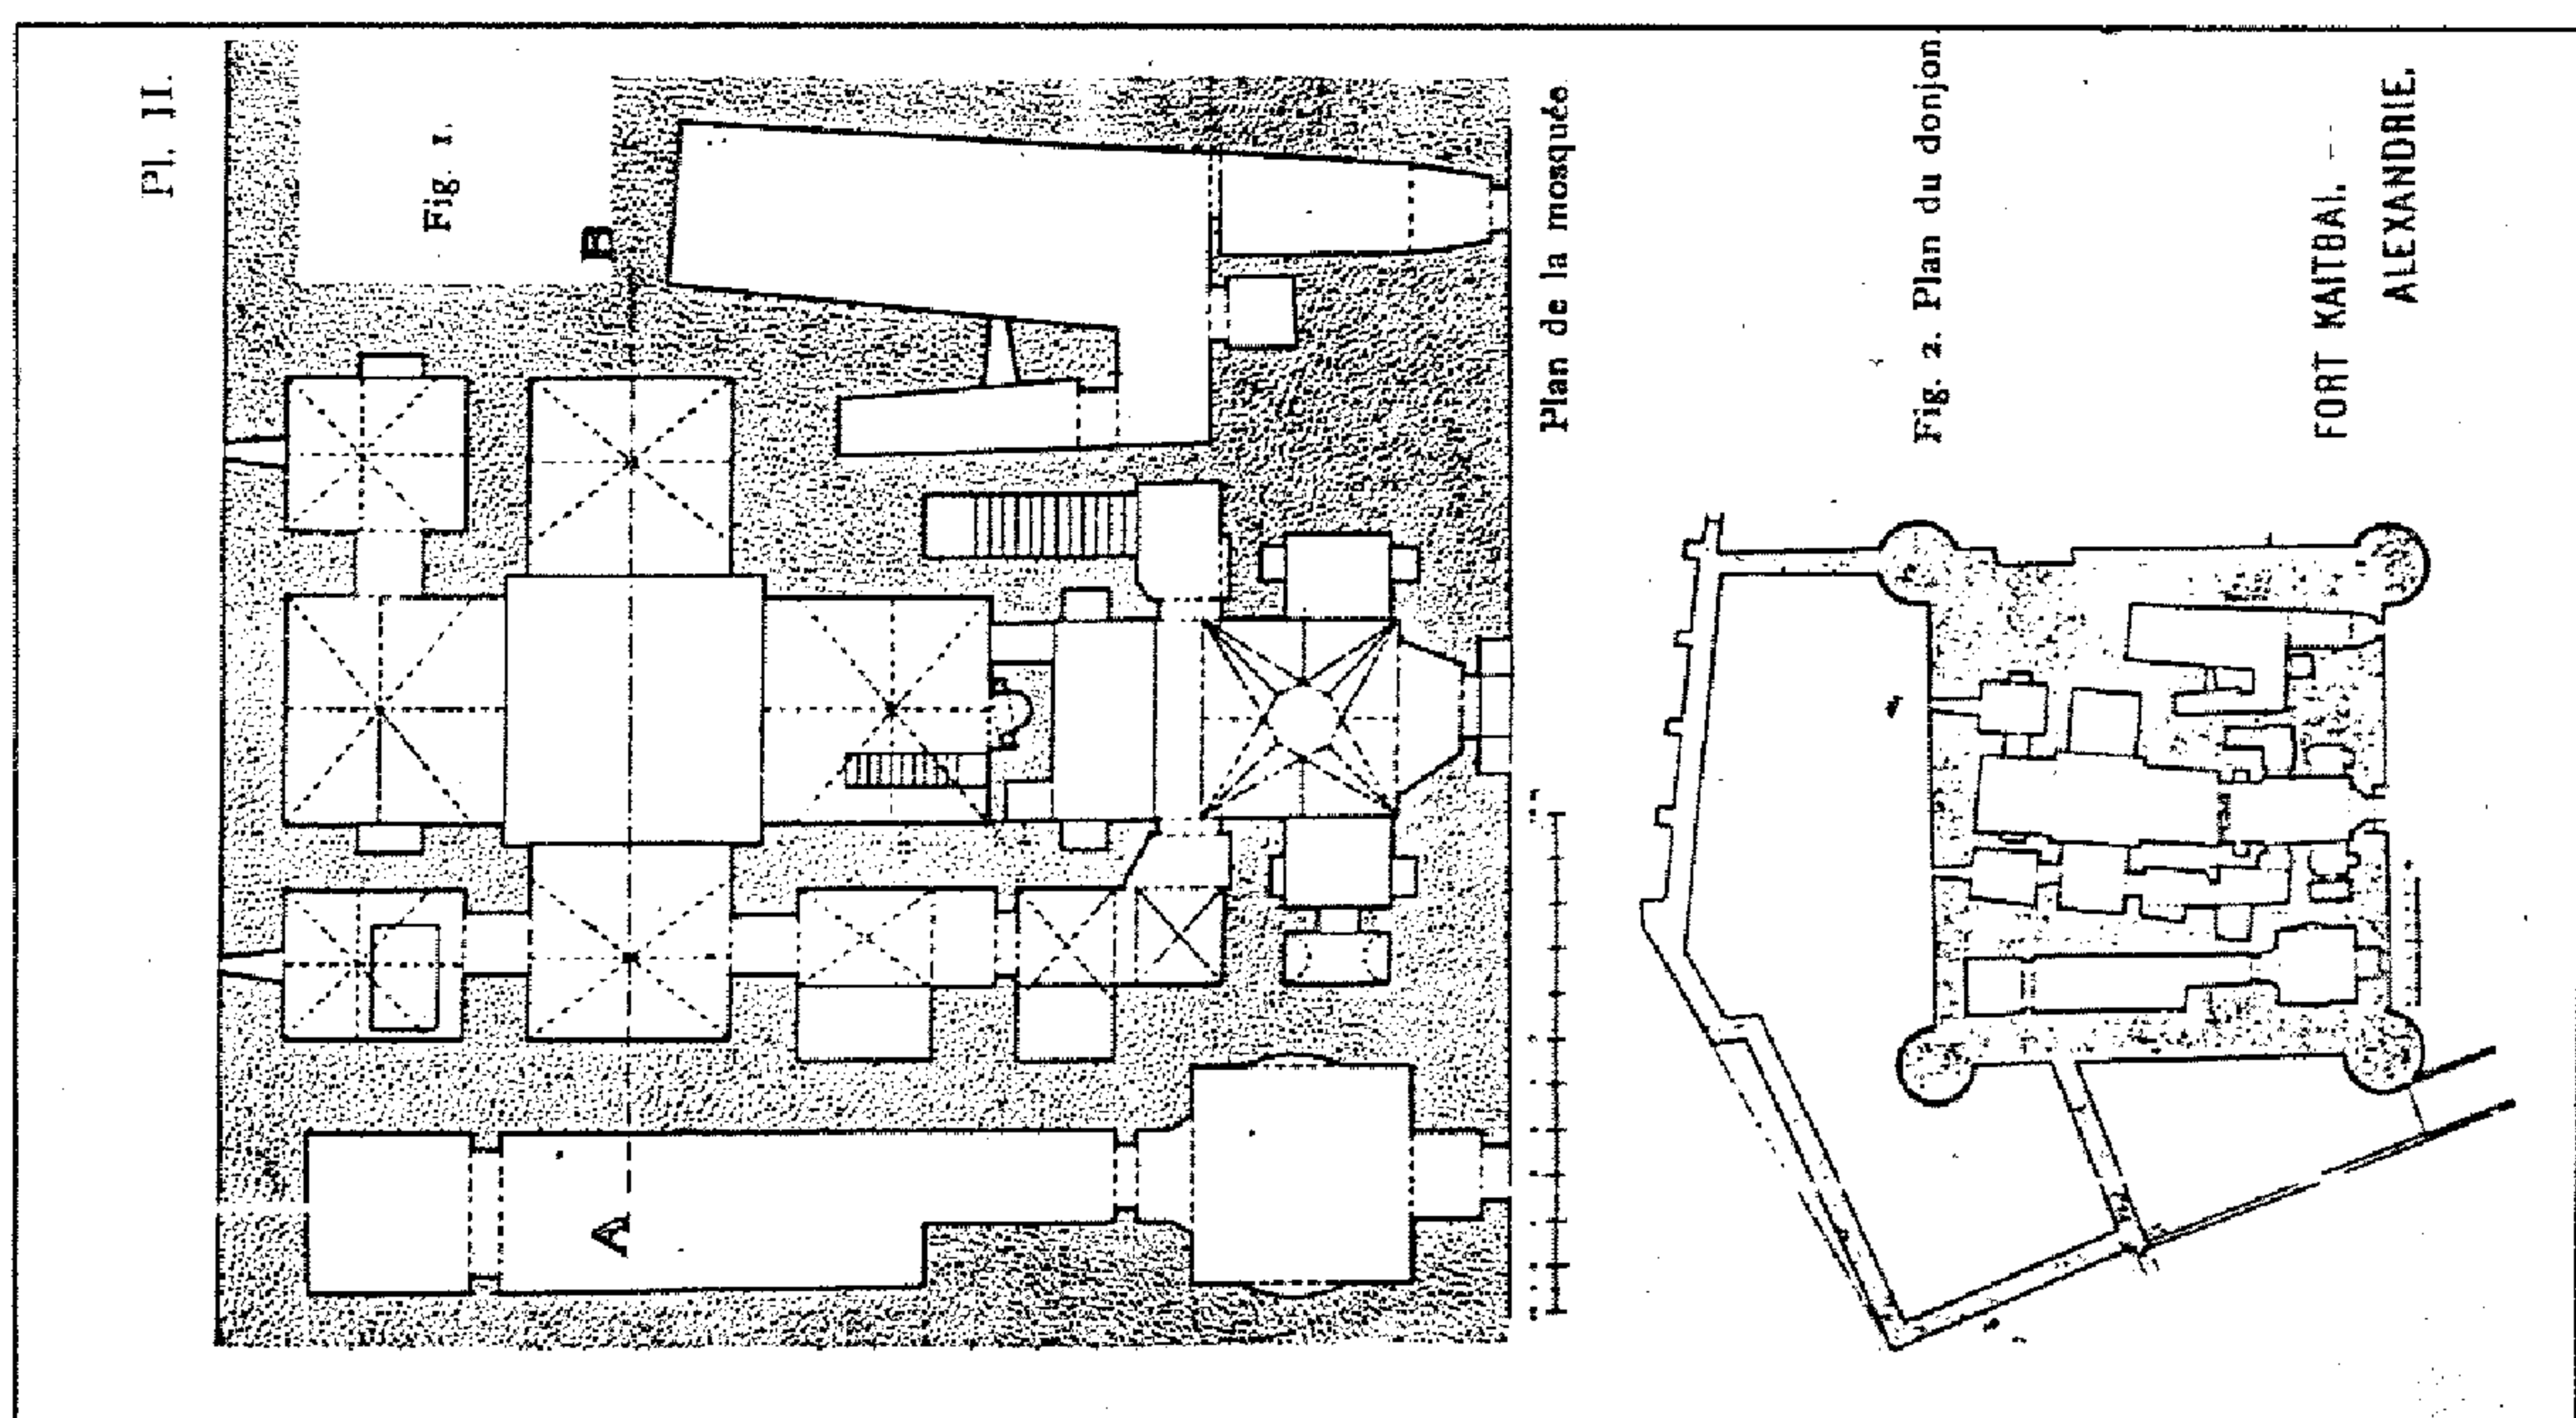 Pl. II.
Fig. 1.
B
A
Plan de la mosquée
Fig. 2. Plan du donjon.
FORT KAITBAI.
ALEXANDRIE.